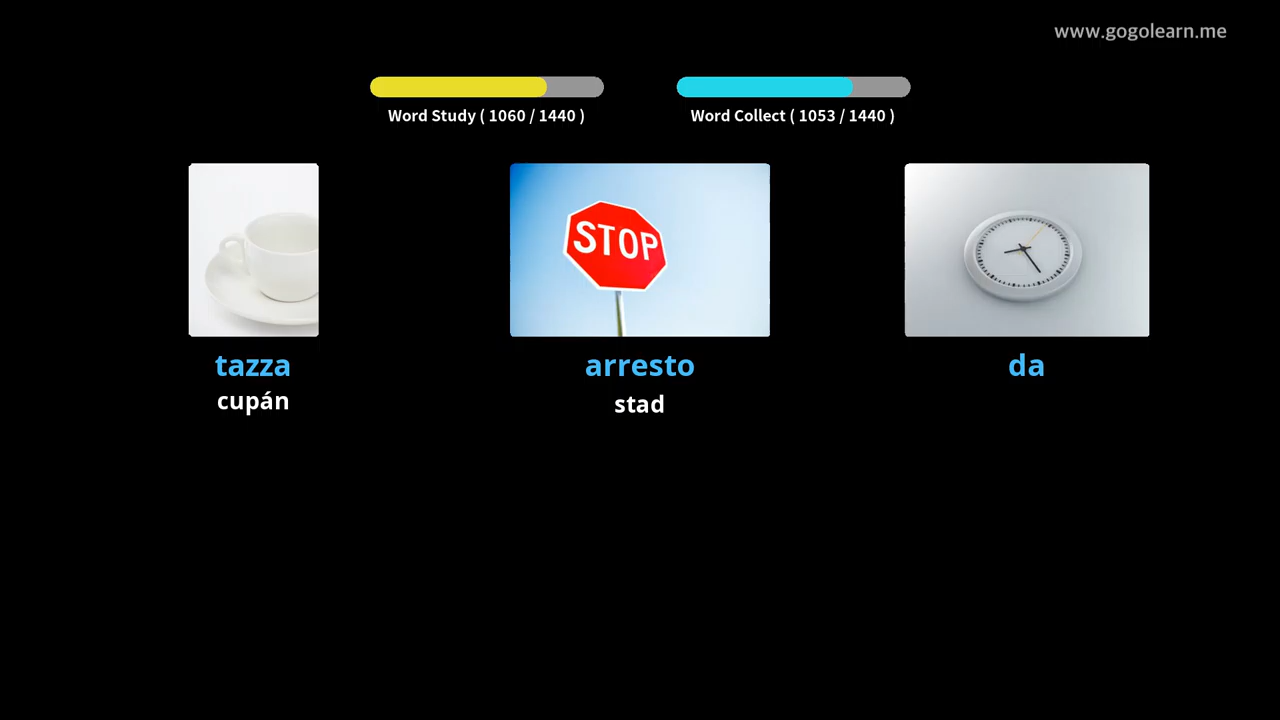 www.gogolearn.me
Word Study ( 1060 / 1440 )
Word Collect ( 1053 / 1440 )
STOP
tazza
arresto
da
cupán
stad